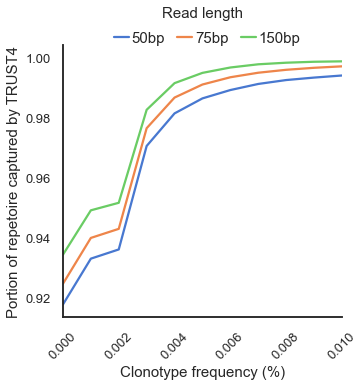 Read length
50bp 75bp 150bp
Portion of repetoire captured by TRUST4
1.00
0.98
0.96
0.94
0.92
0.000 0.002 0.004 0.006 0.008 0.010
Clonotype frequency (%)